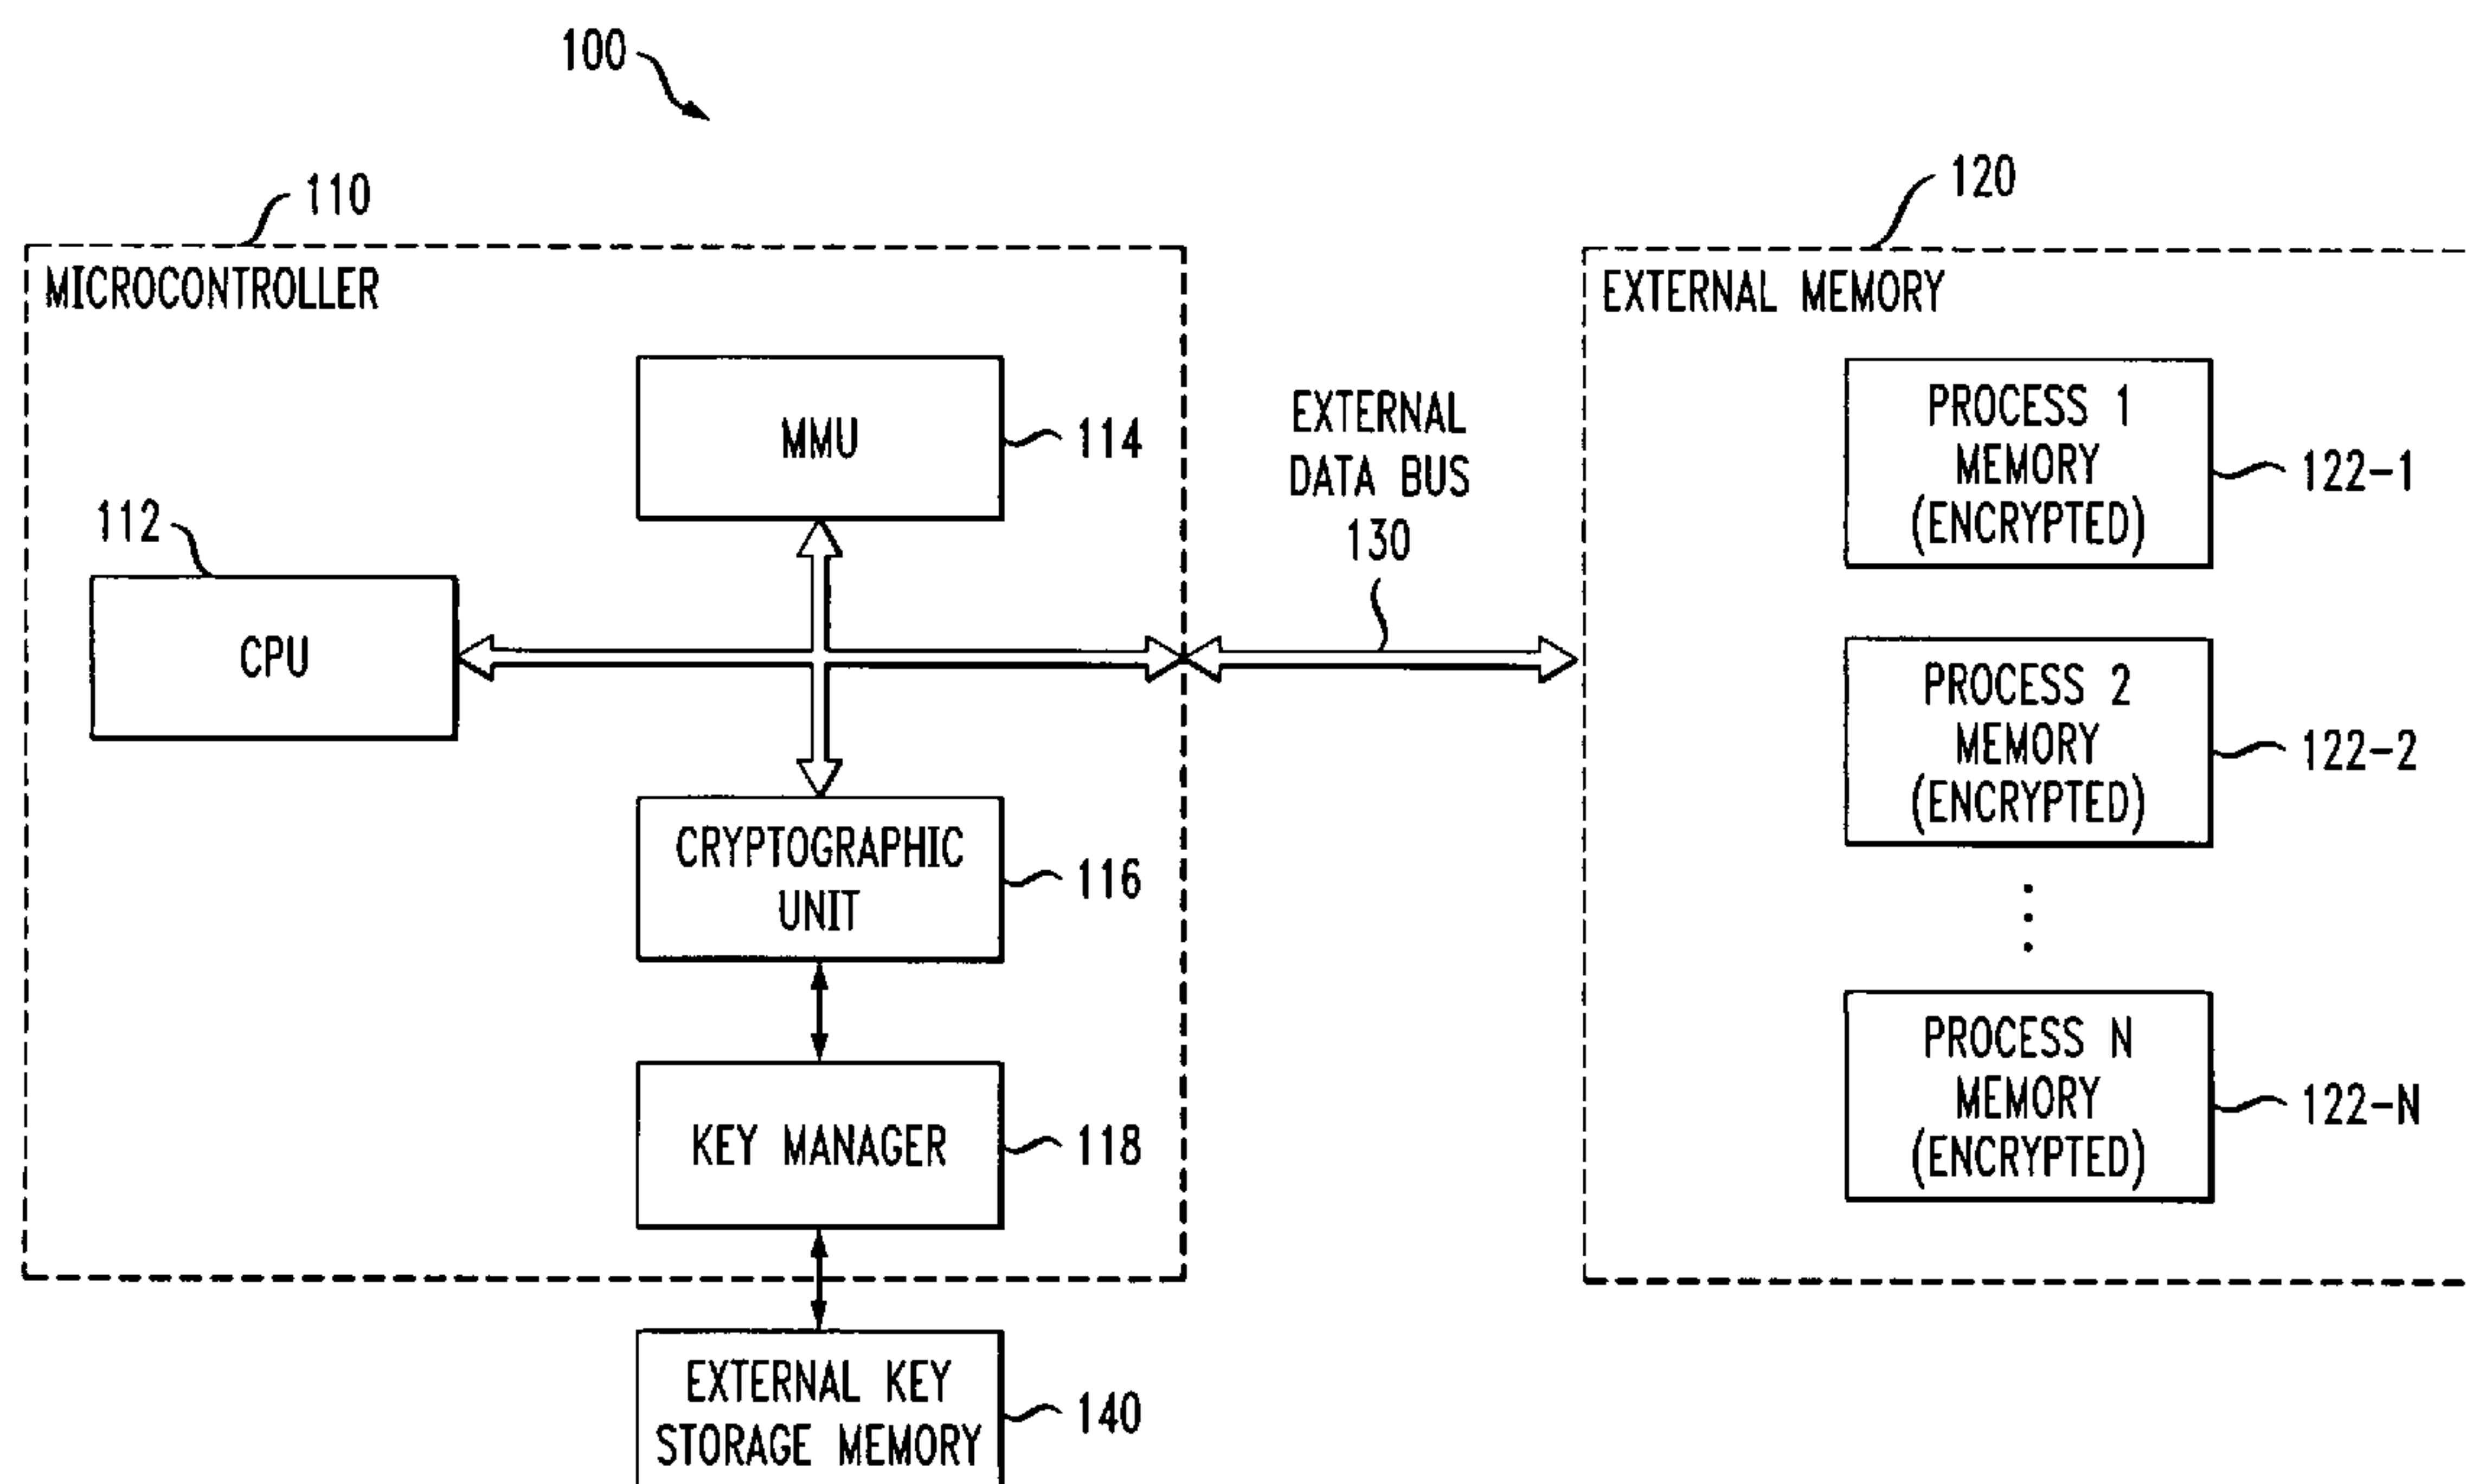 100
110
120
MICROCONTROLLER
EXTERNAL MEMORY
MMU
114
EXTERNAL
DATA BUS
130
PROCESS 1
MEMORY
(ENCRYPTED)
122-1
112
CPU
PROCESS 2
MEMORY
(ENCRYPTED)
122-2
CRYPTOGRAPHIC
UNIT
116
PROCESS N
MEMORY
(ENCRYPTED)
122-N
KEY MANAGER
118
EXTERNAL KEY
STORAGE MEMORY
140